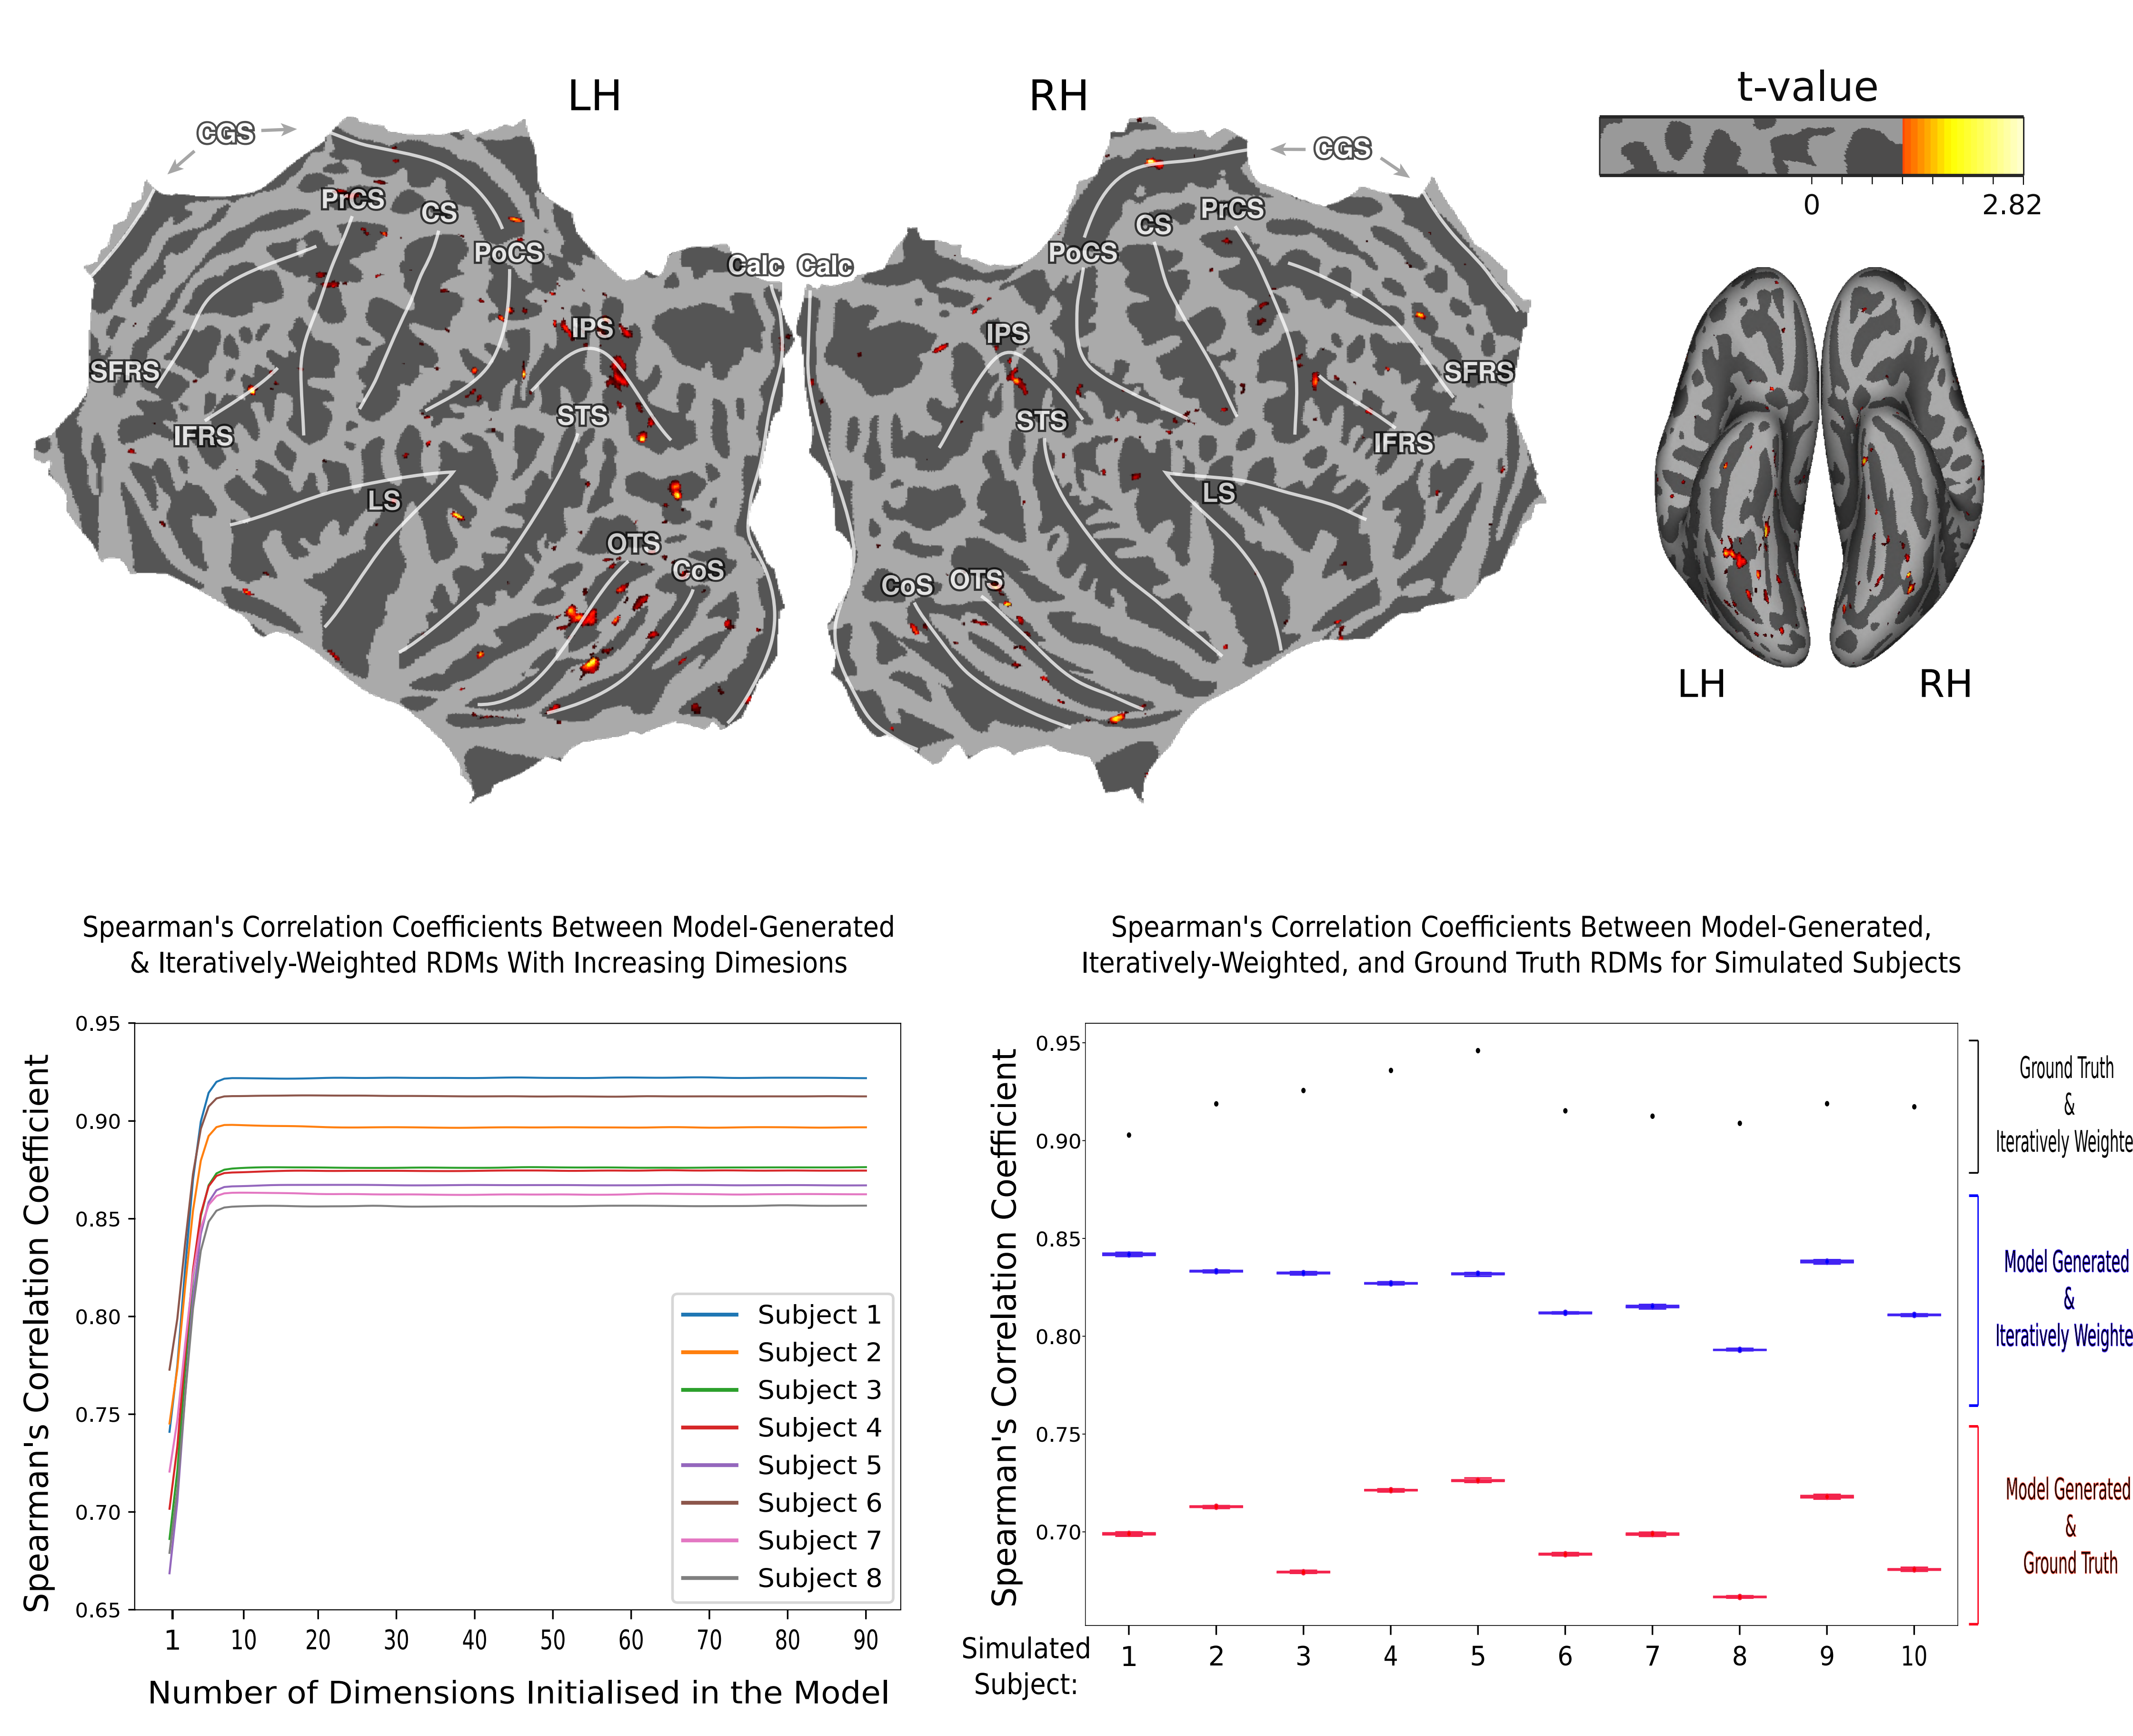 LH
RH
t-value
CGS
CGS
PrCS
CS
PoCS
Calc
Calc
PoCS
CS
PrCS
0
2.82
IPS
IPS
SFRS
SFRS
STS
STS
IFRS
IFRS
LS
LS
OTS
CoS
CoS
OTS
LH
RH
Spearman's Correlation Coefficients Between Model-Generated
& Iteratively-Weighted RDMs With Increasing Dimesions
0.95
0.90
0.85
0.80
0.75
0.70
0.65
Spearman's Correlation Coefficient
Subject 1
Subject 2
Subject 3
Subject 4
Subject 5
Subject 6
Subject 7
Subject 8
1 10 20 30 40 50 60 70 80 90
Number of Dimensions Initialised in the Model
Spearman's Correlation Coefficients Between Model-Generated,
Iteratively-Weighted, and Ground Truth RDMs for Simulated Subjects
0.95
0.90
0.85
0.80
0.75
0.70
Spearman's Correlation Coefficient
Ground Truth
&
Iteratively Weighte
Model Generated
&
Iteratively Weighte
Model Generated
&
Ground Truth
Simulated
Subject:
1 2 3 4 5 6 7 8 9 10